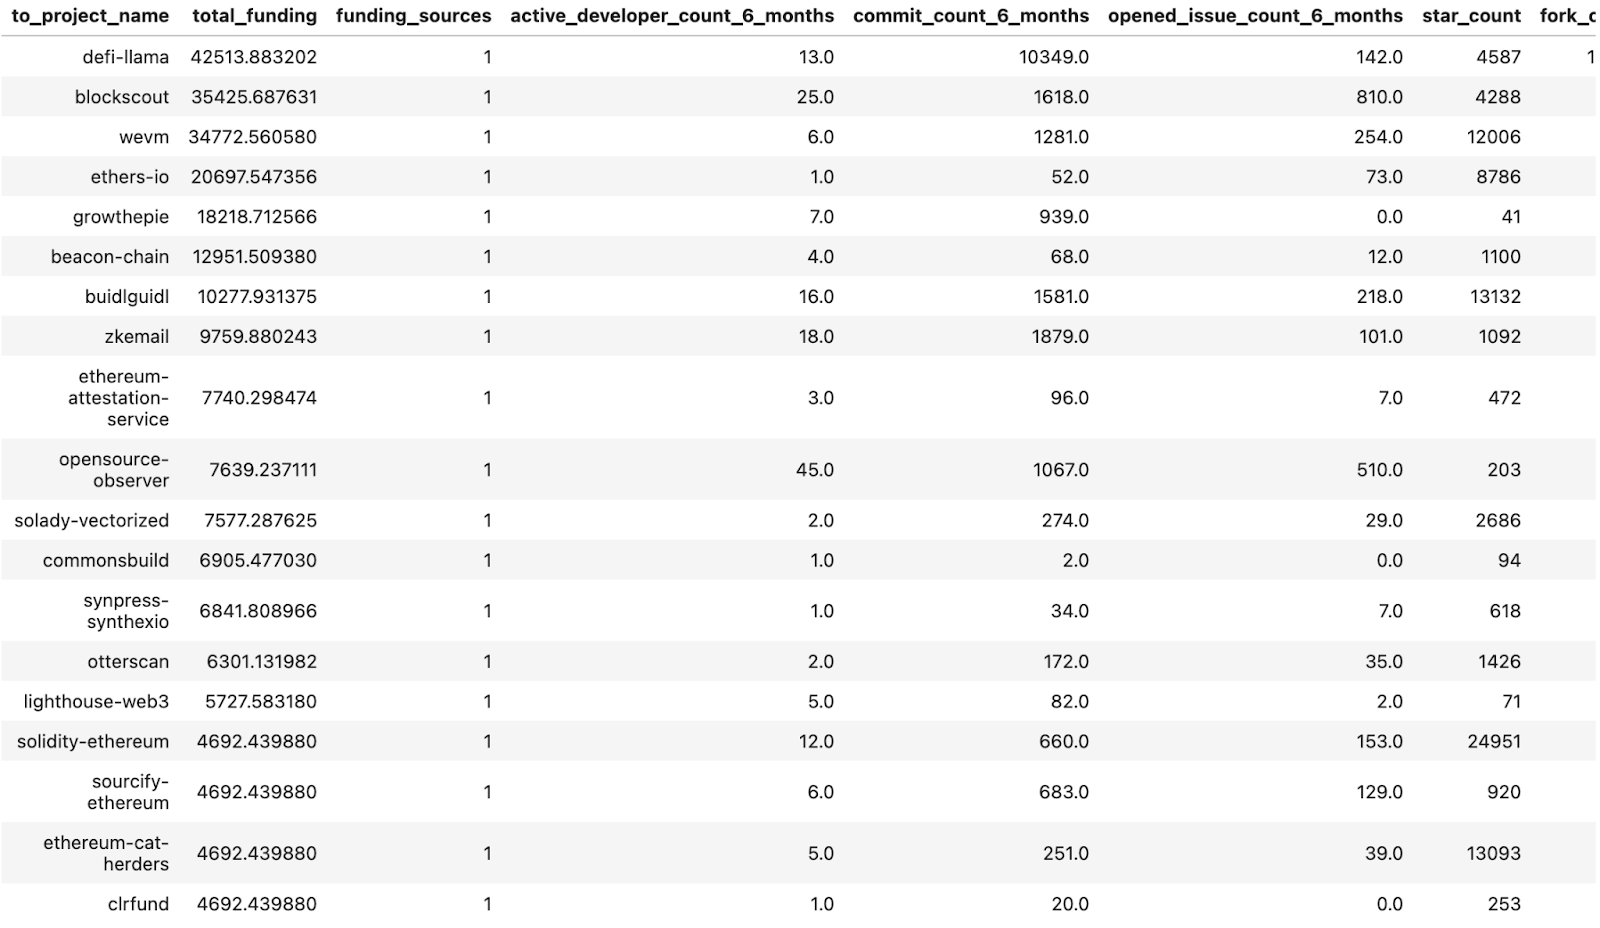 to_project_name total_funding funding_sources active_developer_count_6_months commit_count_6_months opened_issue_count_6_months star_count fork_c
defi-llama 42513.883202 1 13.0 10349.0 142.0 4587 1
blockscout 35425.687631 1 25.0 1618.0 810.0 4288
wevm 34772.560580 1 6.0 1281.0 254.0 12006
ethers-io 20697.547356 1 1.0 52.0 73.0 8786
growthepie 18218.712566 1 7.0 939.0 0.0 41
beacon-chain 12951.509380 1 4.0 68.0 12.0 1100
buidlguidl 10277.931375 1 16.0 1581.0 218.0 13132
zkemail 9759.880243 1 18.0 1879.0 101.0 1092
ethereum-
attestation- 7740.298474 1 3.0 96.0 7.0 472
service
opensource-
observer 7639.237111 1 45.0 1067.0 510.0 203
solady-vectorized 7577.287625 1 2.0 274.0 29.0 2686
commonsbuild 6905.477030 1 1.0 2.0 0.0 94
synpress-
synthexio 6841.808966 1 1.0 34.0 7.0 618
otterscan 6301.131982 1 2.0 172.0 35.0 1426
lighthouse-web3 5727.583180 1 5.0 82.0 2.0 71
solidity-ethereum 4692.439880 1 12.0 660.0 153.0 24951
sourcify-
ethereum 4692.439880 1 6.0 683.0 129.0 920
ethereum-cat-
herders 4692.439880 1 5.0 251.0 39.0 13093
clrfund 4692.439880 1 1.0 20.0 0.0 253